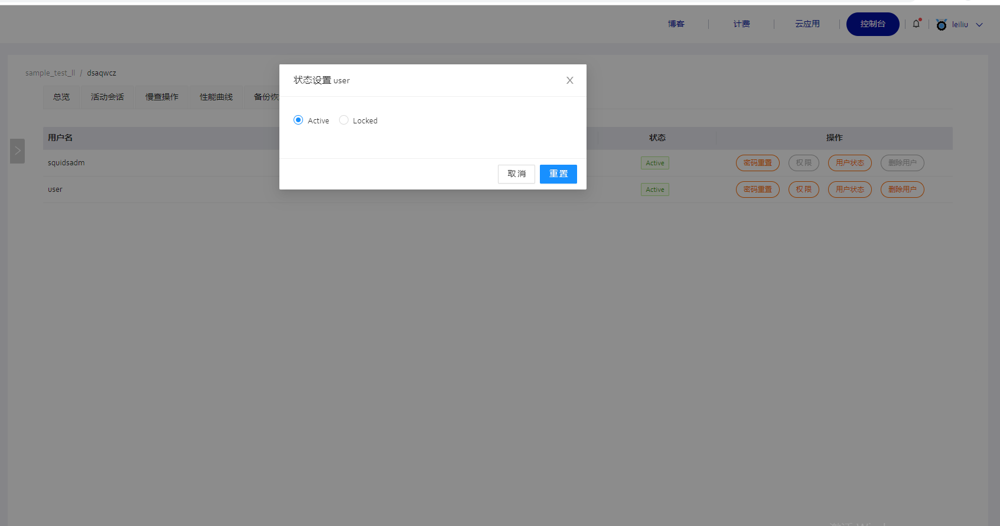 博客
计费
云应用
控制台
leiliu
sample_test_ll / dsaqwcz
状态设置 user
总览
活动会话
慢查操作
性能曲线
备份恢
Active
Locked
用户名
状态
操作
squidsadm
Active
密码重置
权 限
用户状态
删除用户
取 消
重 置
user
Active
密码重置
权 限
用户状态
删除用户